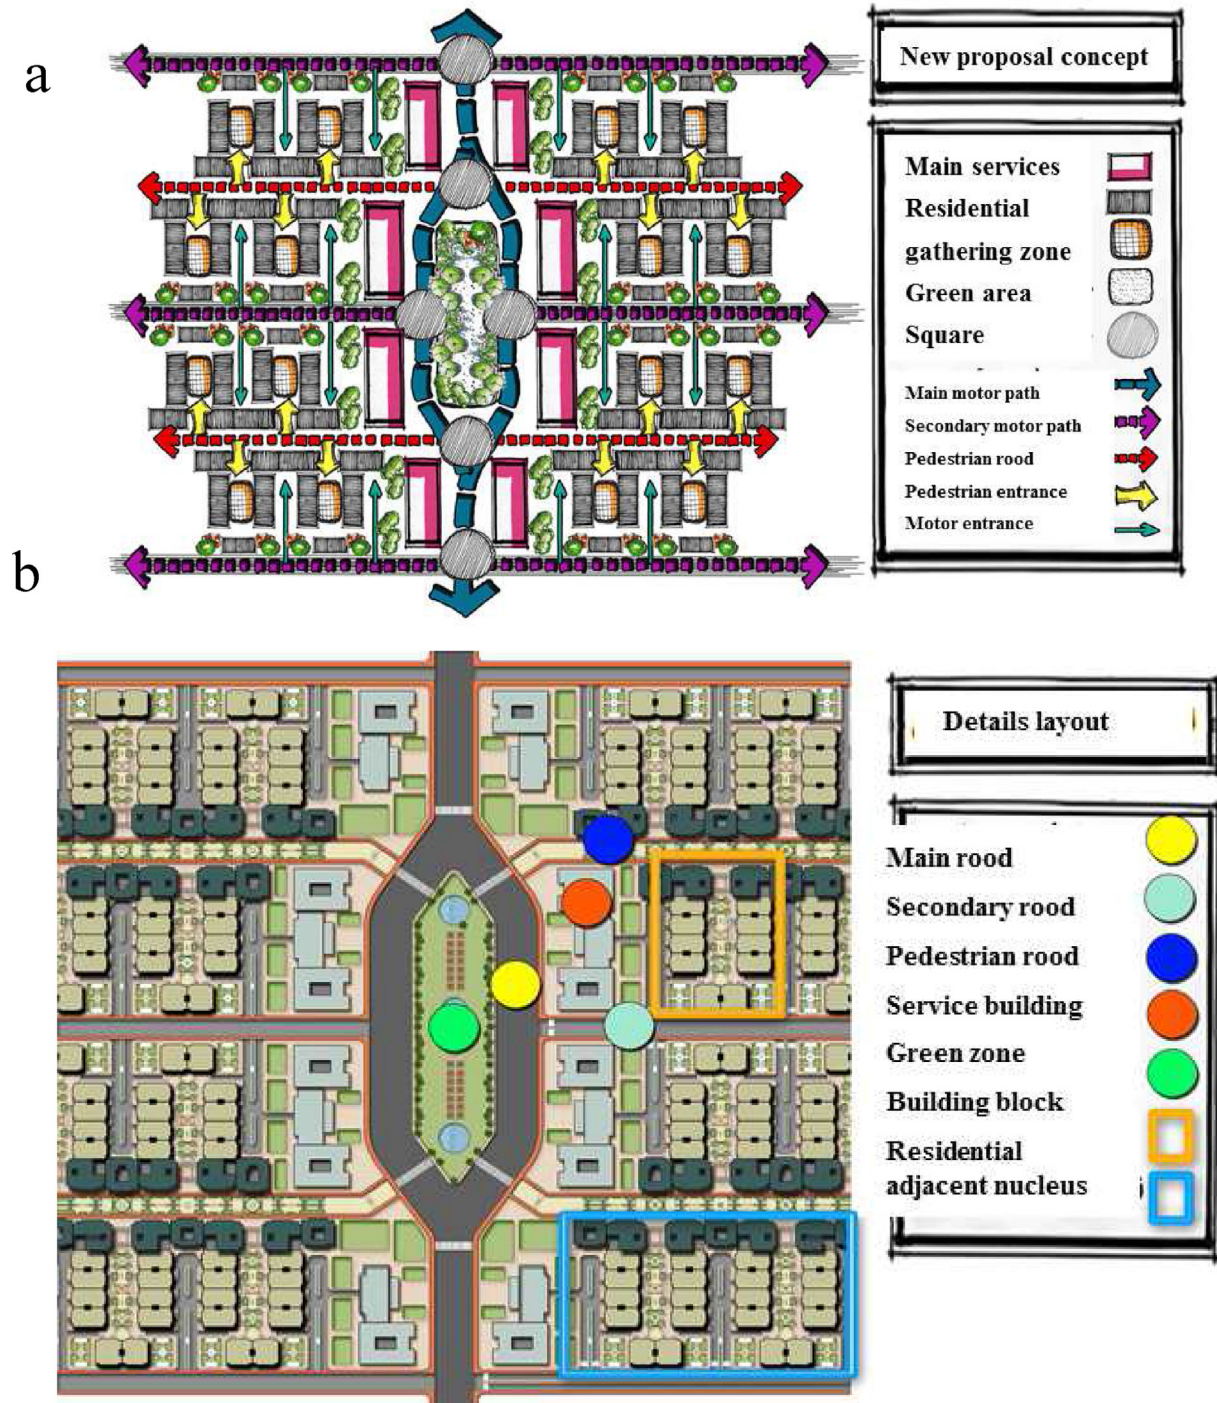 a
New proposal concept
Main services
Residential
gathering zone
Green area
Square
Main motor path
Secondary motor path
Pedestrian rood
Pedestrian entrance
Motor entrance
b
Details layout
Main rood
Secondary rood
Pedestrian rood
Service building
Green zone
Building block
Residential
adjacent nucleus